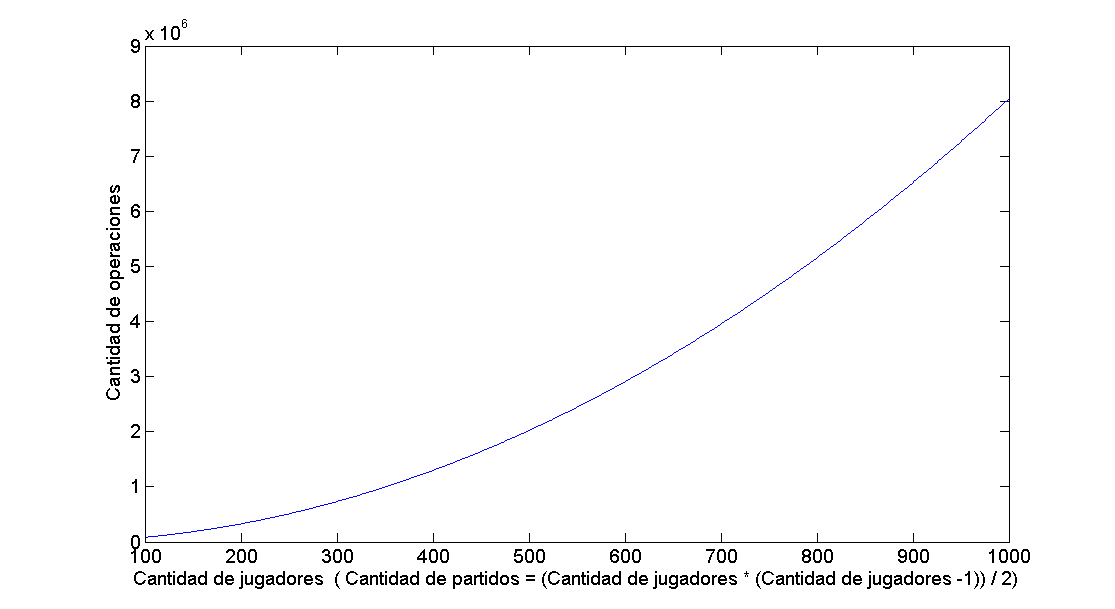 x 10^6
9
8
7
6
5
4
3
2
1
0
Cantidad de operaciones
100 200 300 400 500 600 700 800 900 1000
Cantidad de jugadores ( Cantidad de partidos = (Cantidad de jugadores * (Cantidad de jugadores -1)) / 2)